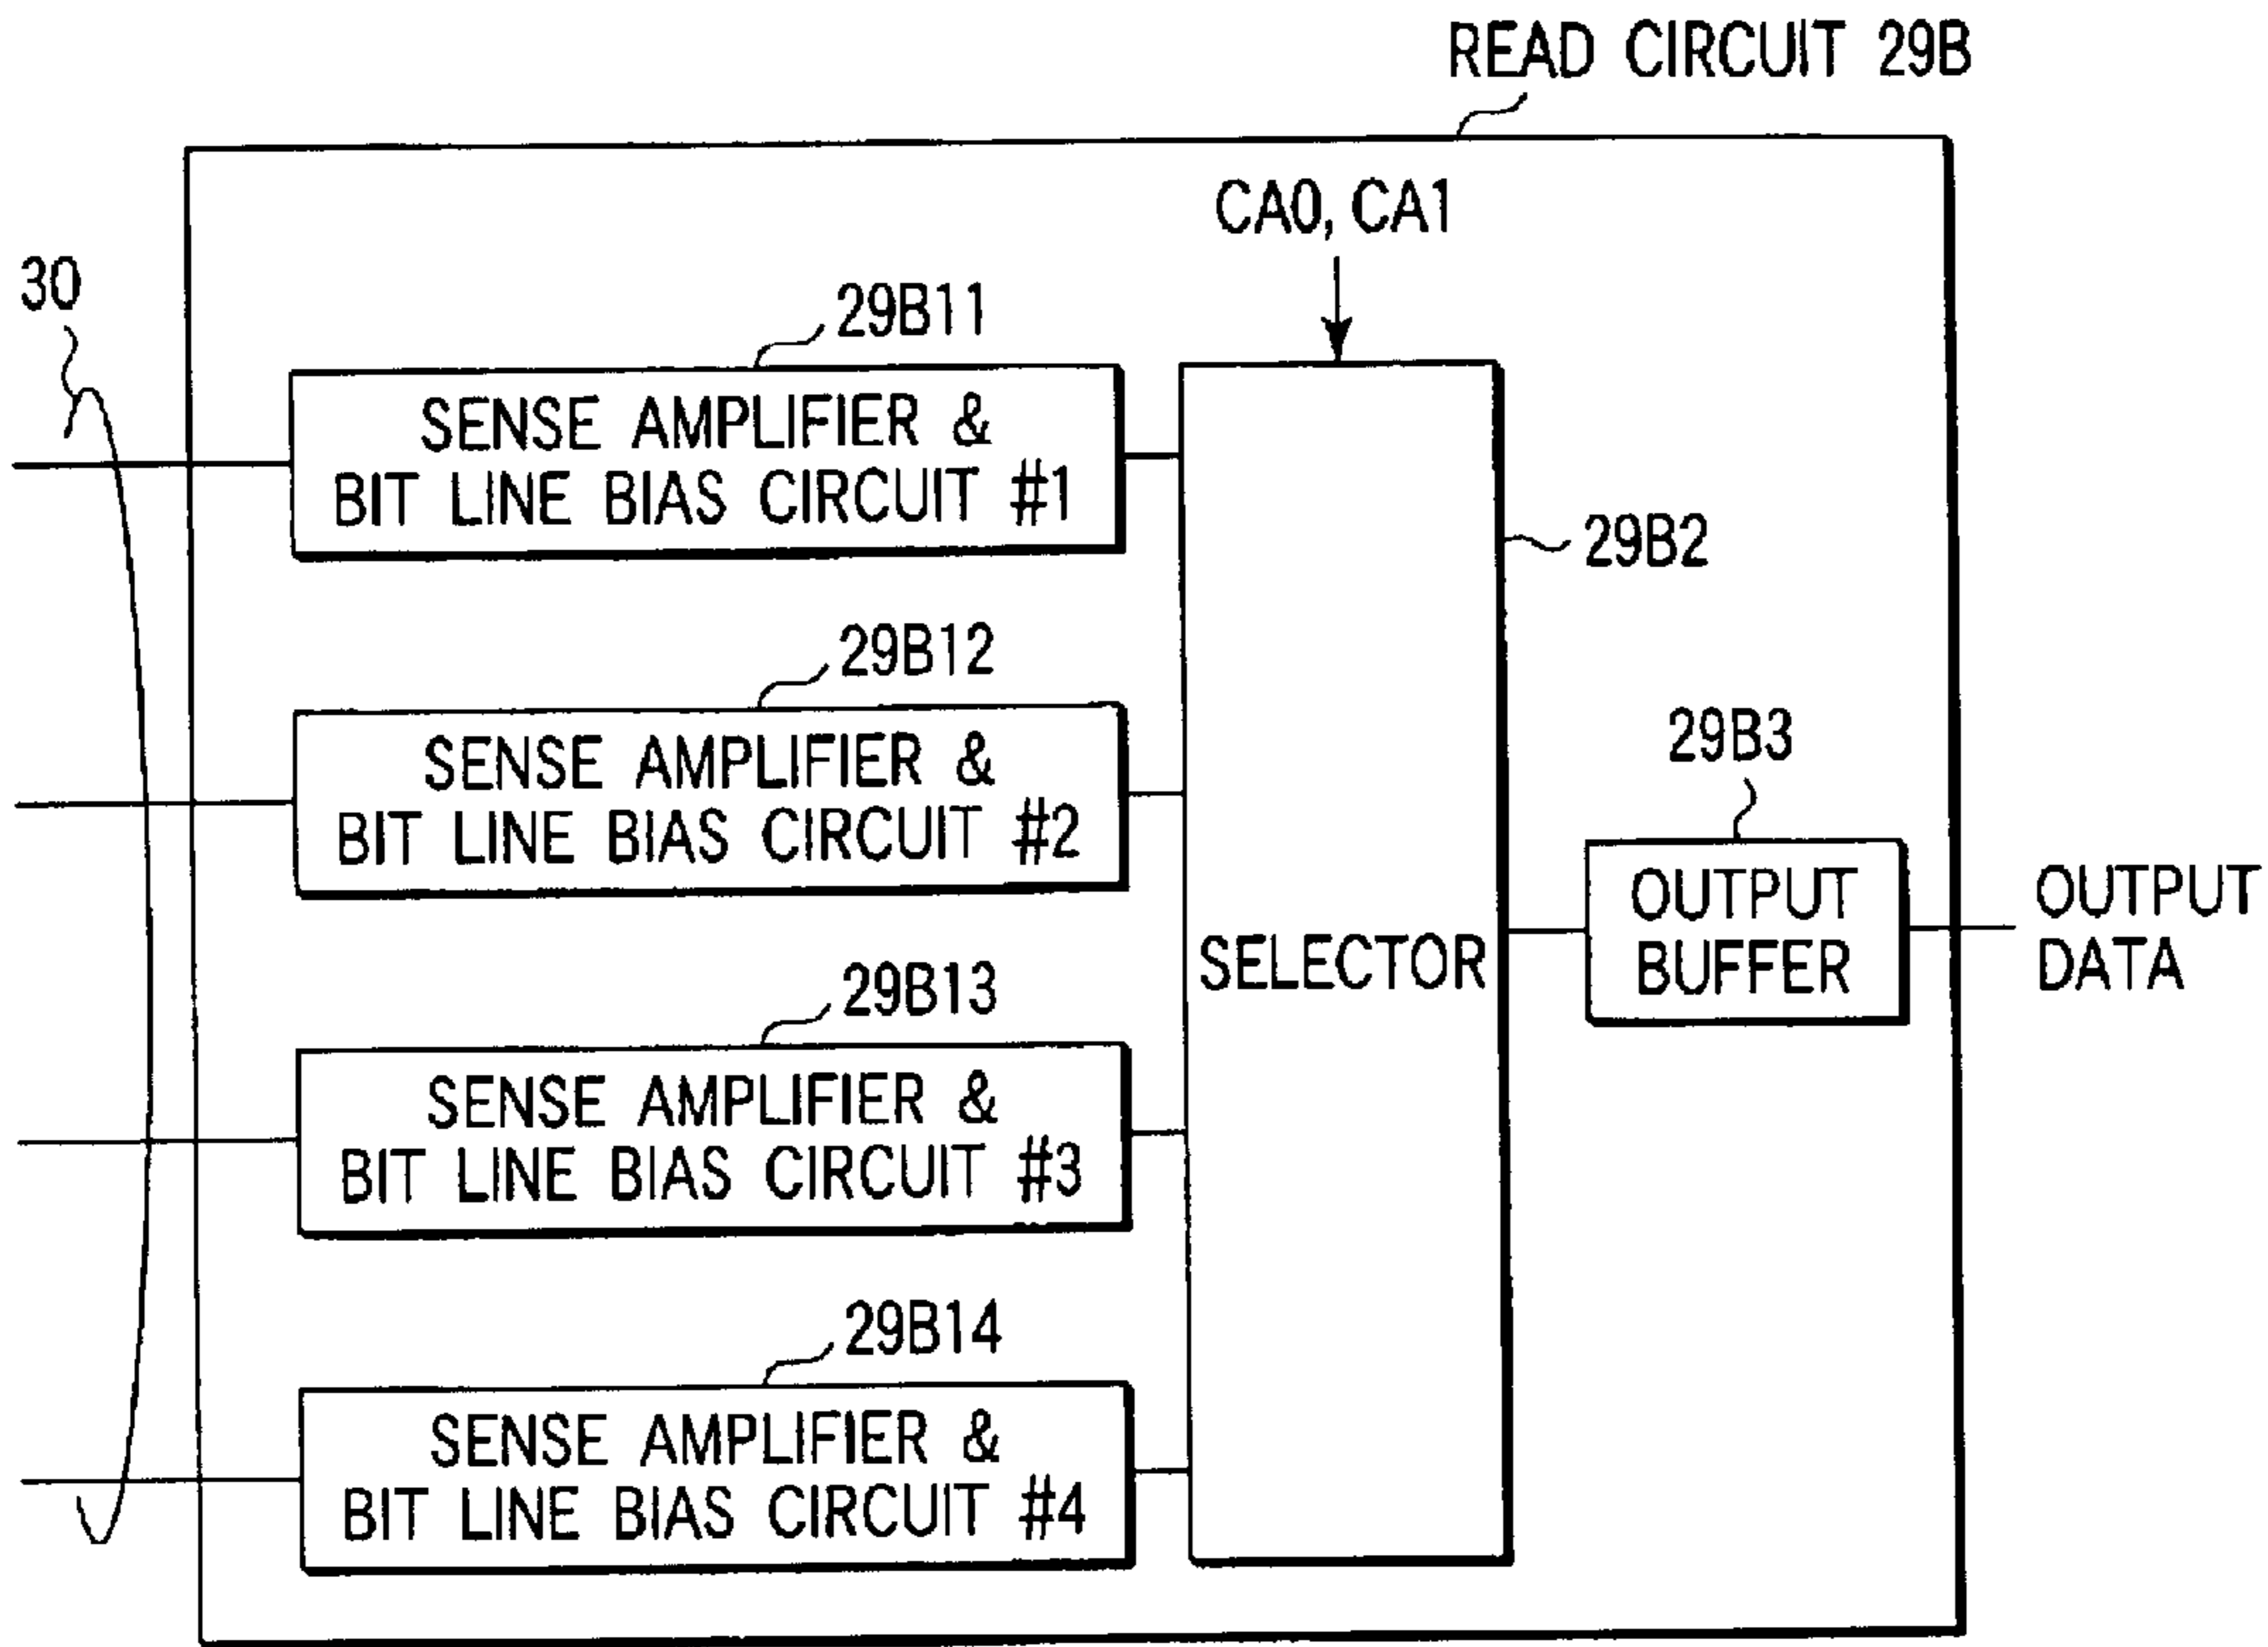 READ CIRCUIT 29B
CA0, CA1
30
29B11
SENSE AMPLIFIER &
BIT LINE BIAS CIRCUIT #1
29B2
29B12
SENSE AMPLIFIER &
BIT LINE BIAS CIRCUIT #2
29B3
OUTPUT
BUFFER
OUTPUT
DATA
SELECTOR
29B13
SENSE AMPLIFIER &
BIT LINE BIAS CIRCUIT #3
29B14
SENSE AMPLIFIER &
BIT LINE BIAS CIRCUIT #4